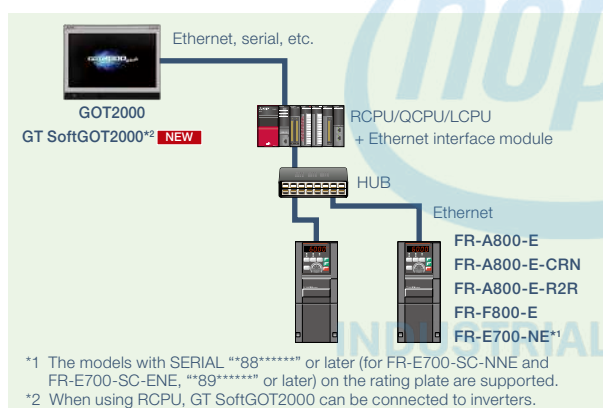 Ethernet, serial, etc.
GOT2000
GT SoftGOT2000*2 NEW
RCPU/QCPU/LCPU
+ Ethernet interface module
HUB
Ethernet
FR-A800-E
FR-A800-E-CRN
FR-A800-E-R2R
FR-F800-E
FR-E700-NE*1
INDUSTRIAL
*1 The models with SERIAL “*88******” or later (for FR-E700-SC-NNE and
FR-E700-SC-ENE, “*89******” or later) on the rating plate are supported.
*2 When using RCPU, GT SoftGOT2000 can be connected to inverters.